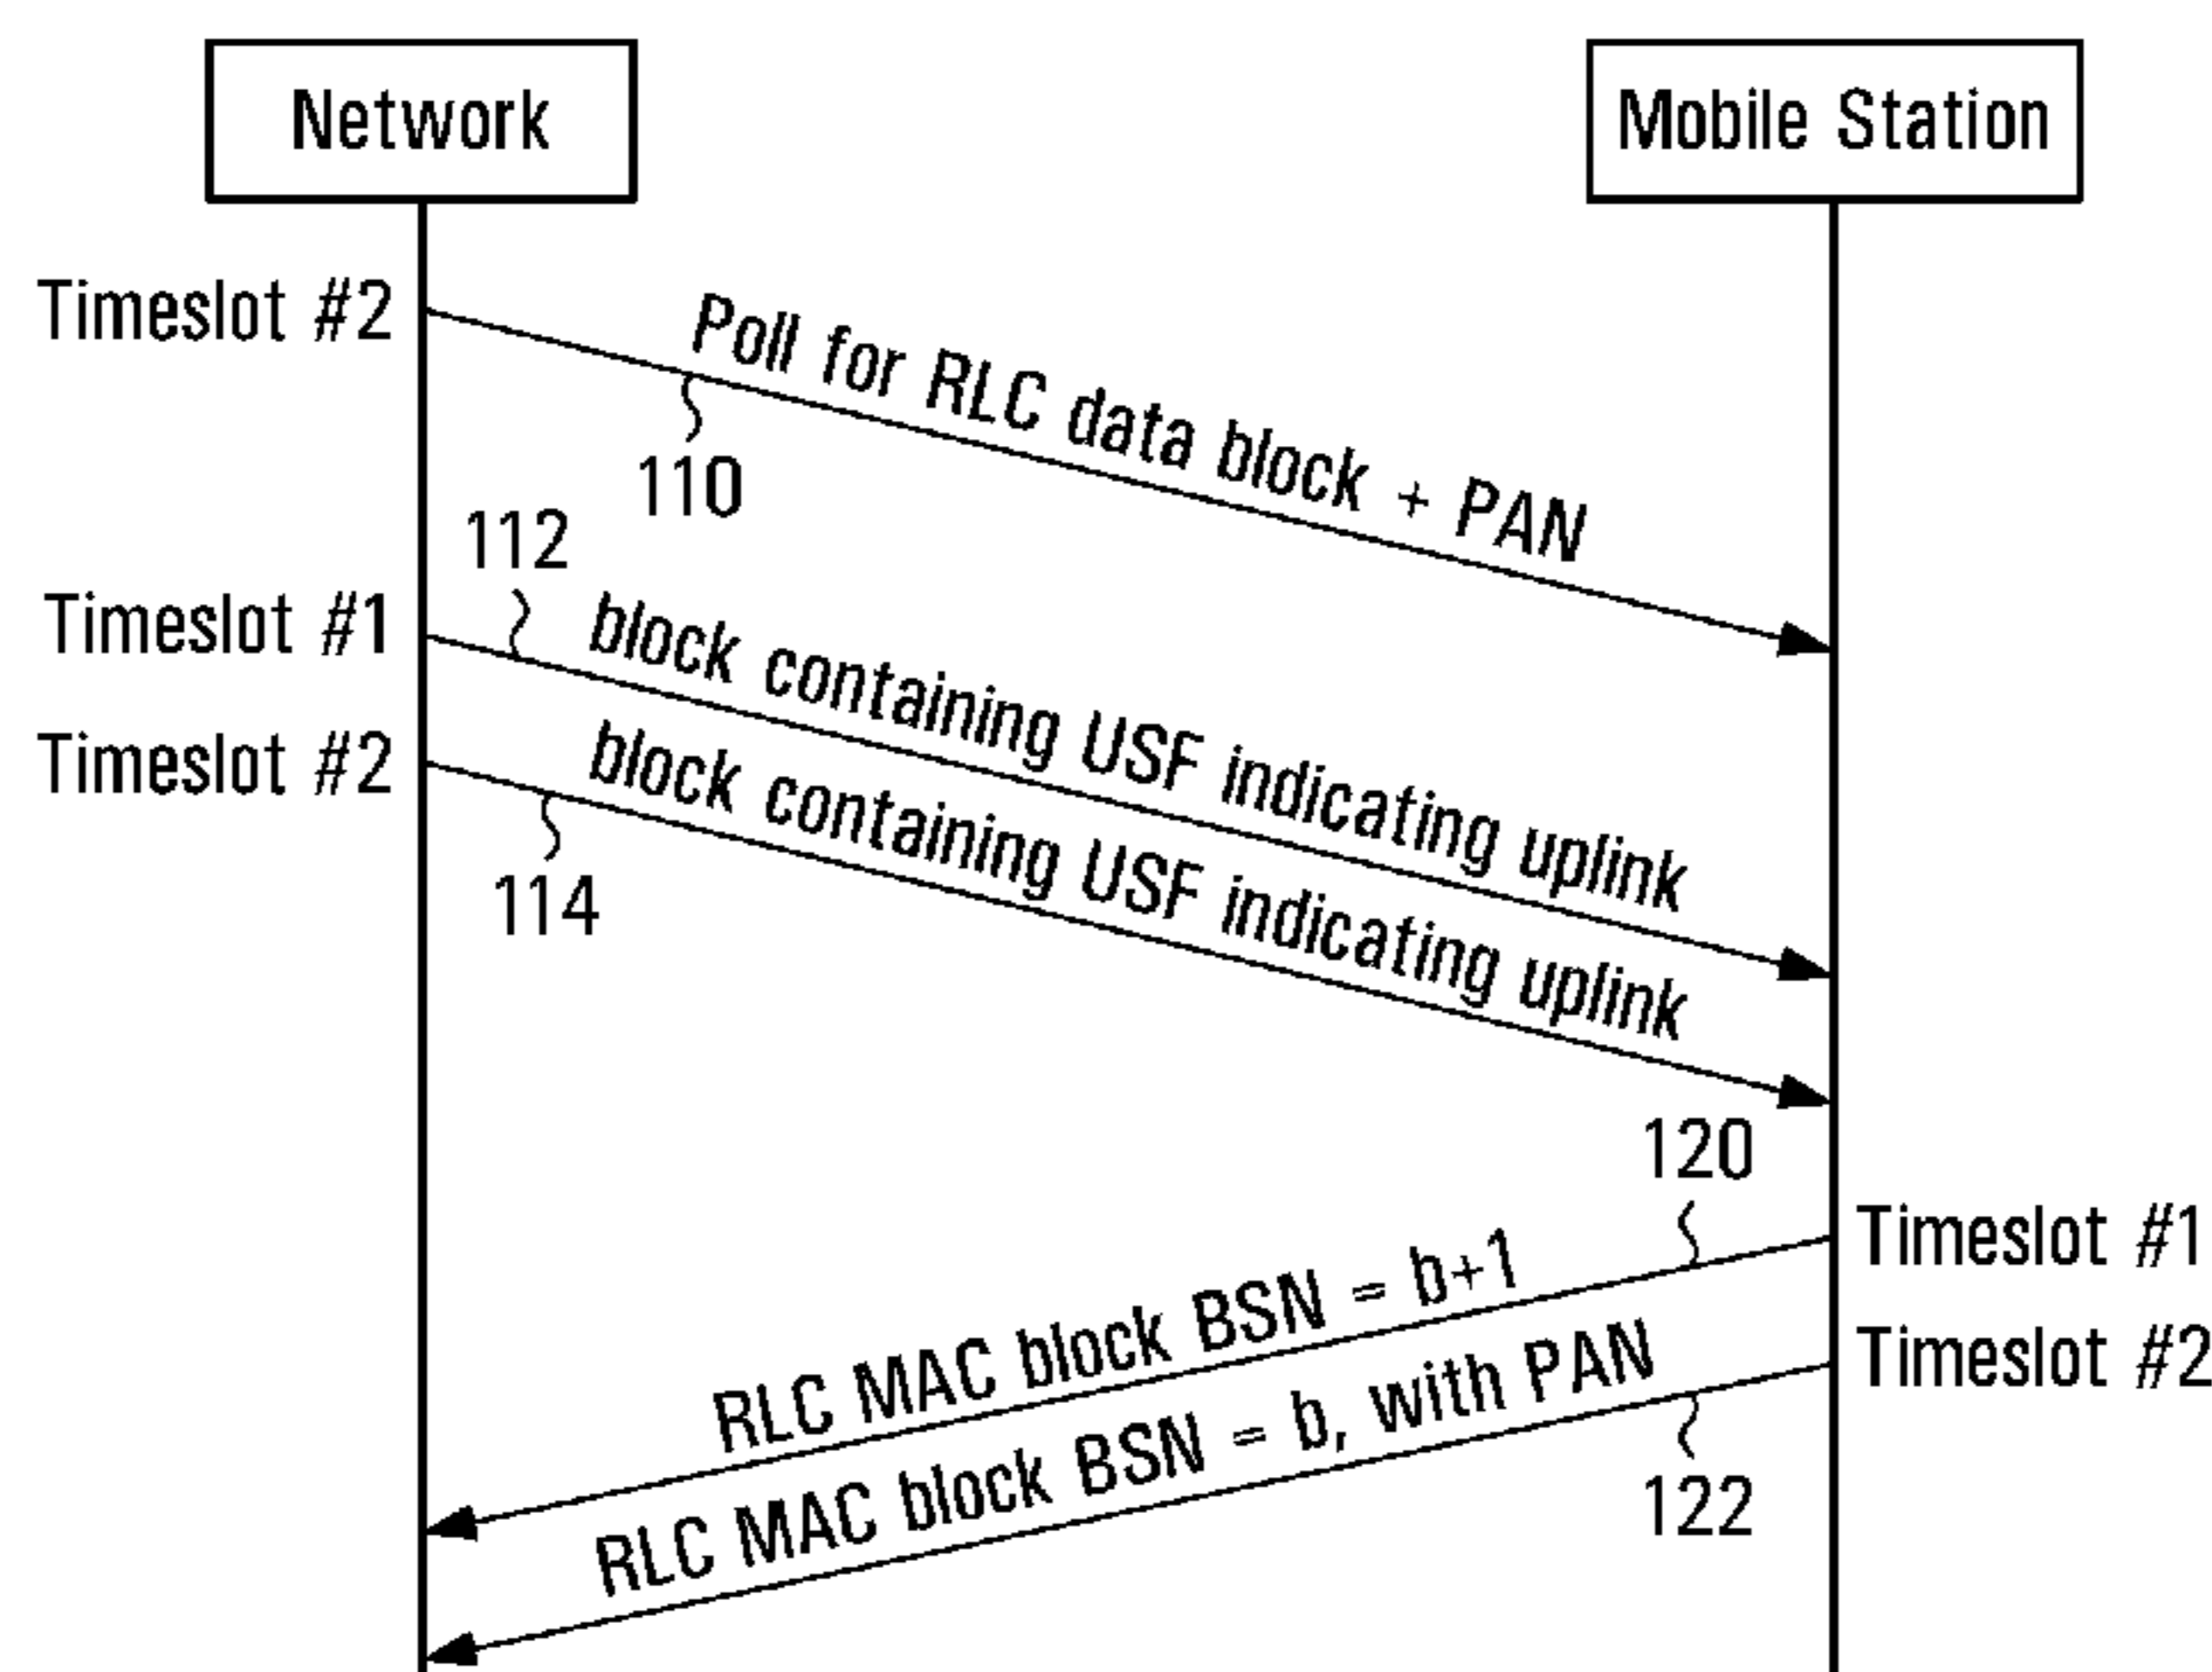 Network
Mobile Station
Timeslot #2
Poll for RLC data block + PAN
110
112
Timeslot #1
block containing USF indicating uplink
Timeslot #2
block containing USF indicating uplink
114
120
Timeslot #1
RLC MAC block BSN = b+1
Timeslot #2
RLC MAC block BSN = b, with PAN
122